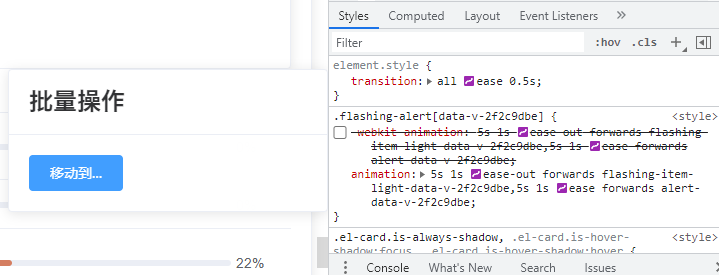 批量操作
移动到...
22%
Styles Computed Layout Event Listeners »
Filter :hov .cls
element.style {
transition: all ease 0.5s;
}
.flashing-alert[data-v-2f2c9dbe] { <style>
-webkit-animation: 5s 1s ease-out forwards flashing-
item-light-data-v-2f2c9dbe,5s 1s ease forwards
alert-data-v-2f2c9dbe;
animation: 5s 1s ease-out forwards flashing-item-
light-data-v-2f2c9dbe,5s 1s ease forwards alert-
data-v-2f2c9dbe;
}
.el-card.is-always-shadow, .el-card.is-hover- <style>
shadow:focus, .el-card.is-hover-shadow:hover {
Console What's New Search Issues